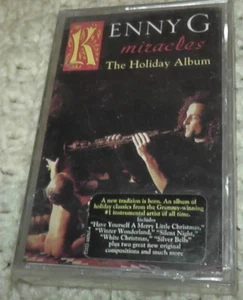 KENNY G
miracles
The Holiday Album
A new tradition is born. An album of
holiday classics from the Grammy-winning
#1 instrumental artist of all time.
Includes
"Have Yourself A Merry Little Christmas,"
"Winter Wonderland," "Silent Night,"
"White Christmas," "Silver Bells"
plus two great new original
compositions and much more